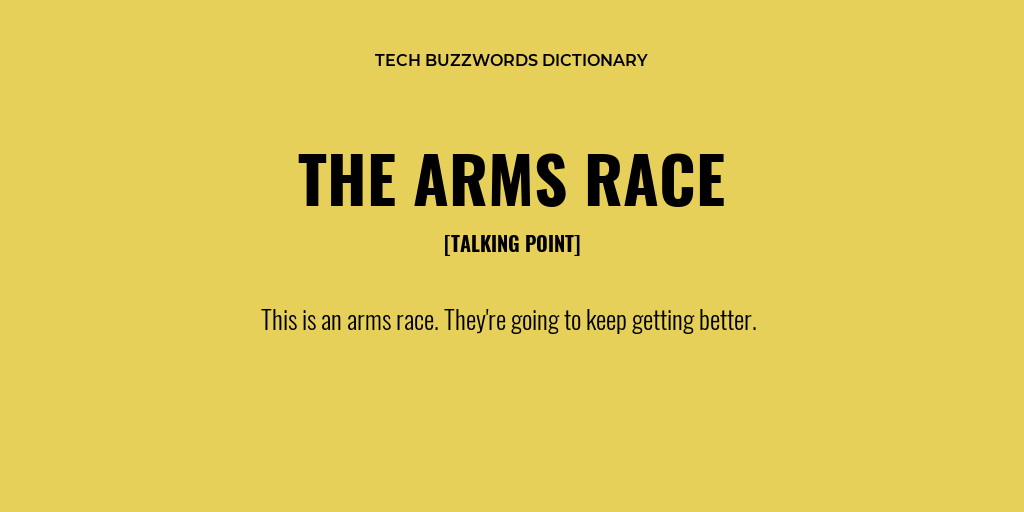 TECH BUZZWORDS DICTIONARY
THE ARMS RACE
[TALKING POINT]
This is an arms race. They're going to keep getting better.